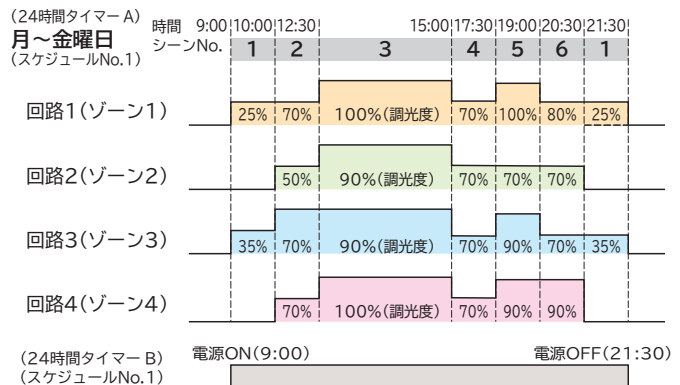 (24時間タイマーA)
月～金曜日
(スケジュールNo.1)
時間 9:00 10:00 12:30 15:00 17:30 19:00 20:30 21:30
シーンNo. 1 2 3 4 5 6 1
回路1(ゾーン1) 25% 70% 100%(調光度) 70% 100% 80% 25%
回路2(ゾーン2) 50% 90%(調光度) 70% 70% 70%
回路3(ゾーン3) 35% 70% 90%(調光度) 70% 90% 70% 35%
回路4(ゾーン4) 70% 100%(調光度) 70% 90% 90%
(24時間タイマーB) 電源ON(9:00) 電源OFF(21:30)
(スケジュールNo.1)